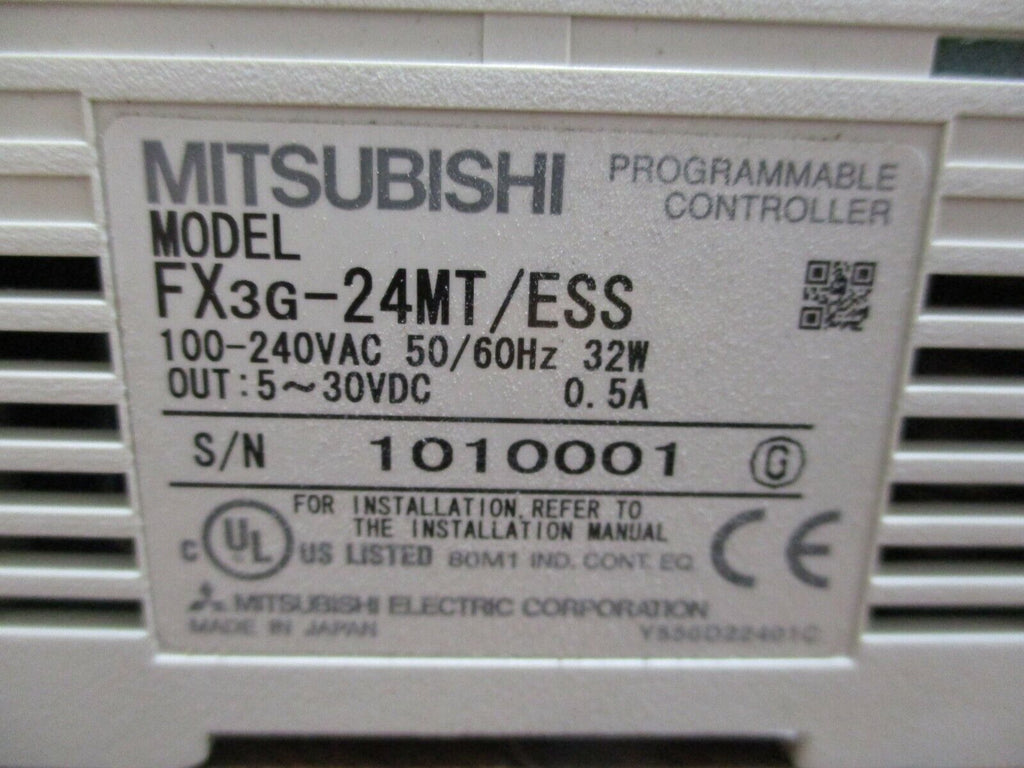 MITSUBISHI
PROGRAMMABLE
CONTROLLER
MODEL
FX3G-24MT/ESS
100-240VAC 50/60Hz 32W
OUT:5~30VDC 0.5A
S/N 1010001 G
FOR INSTALLATION, REFER TO
THE INSTALLATION MANUAL
C UL US LISTED 80M1 IND. CONT. EQ. CE
MITSUBISHI ELECTRIC CORPORATION
MADE IN JAPAN